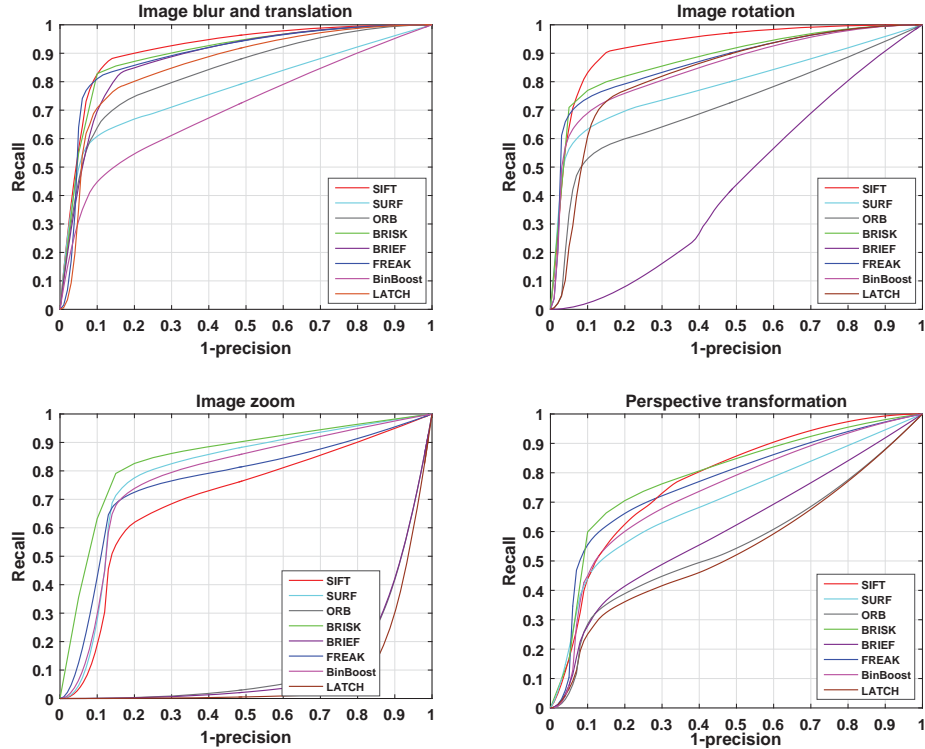 Image blur and translation
1
0.9
0.8
0.7
0.6
0.5
0.4
0.3
0.2
0.1
0
Recall
SIFT
SURF
ORB
BRISK
BRIEF
FREAK
BinBoost
LATCH
0 0.1 0.2 0.3 0.4 0.5 0.6 0.7 0.8 0.9 1
1-precision
Image rotation
1
0.9
0.8
0.7
0.6
0.5
0.4
0.3
0.2
0.1
0
Recall
SIFT
SURF
ORB
BRISK
BRIEF
FREAK
BinBoost
LATCH
0 0.1 0.2 0.3 0.4 0.5 0.6 0.7 0.8 0.9 1
1-precision
Image zoom
1
0.9
0.8
0.7
0.6
0.5
0.4
0.3
0.2
0.1
0
Recall
SIFT
SURF
ORB
BRISK
BRIEF
FREAK
BinBoost
LATCH
0 0.1 0.2 0.3 0.4 0.5 0.6 0.7 0.8 0.9 1
1-precision
Perspective transformation
1
0.9
0.8
0.7
0.6
0.5
0.4
0.3
0.2
0.1
0
Recall
SIFT
SURF
ORB
BRISK
BRIEF
FREAK
BinBoost
LATCH
0 0.1 0.2 0.3 0.4 0.5 0.6 0.7 0.8 0.9 1
1-precision